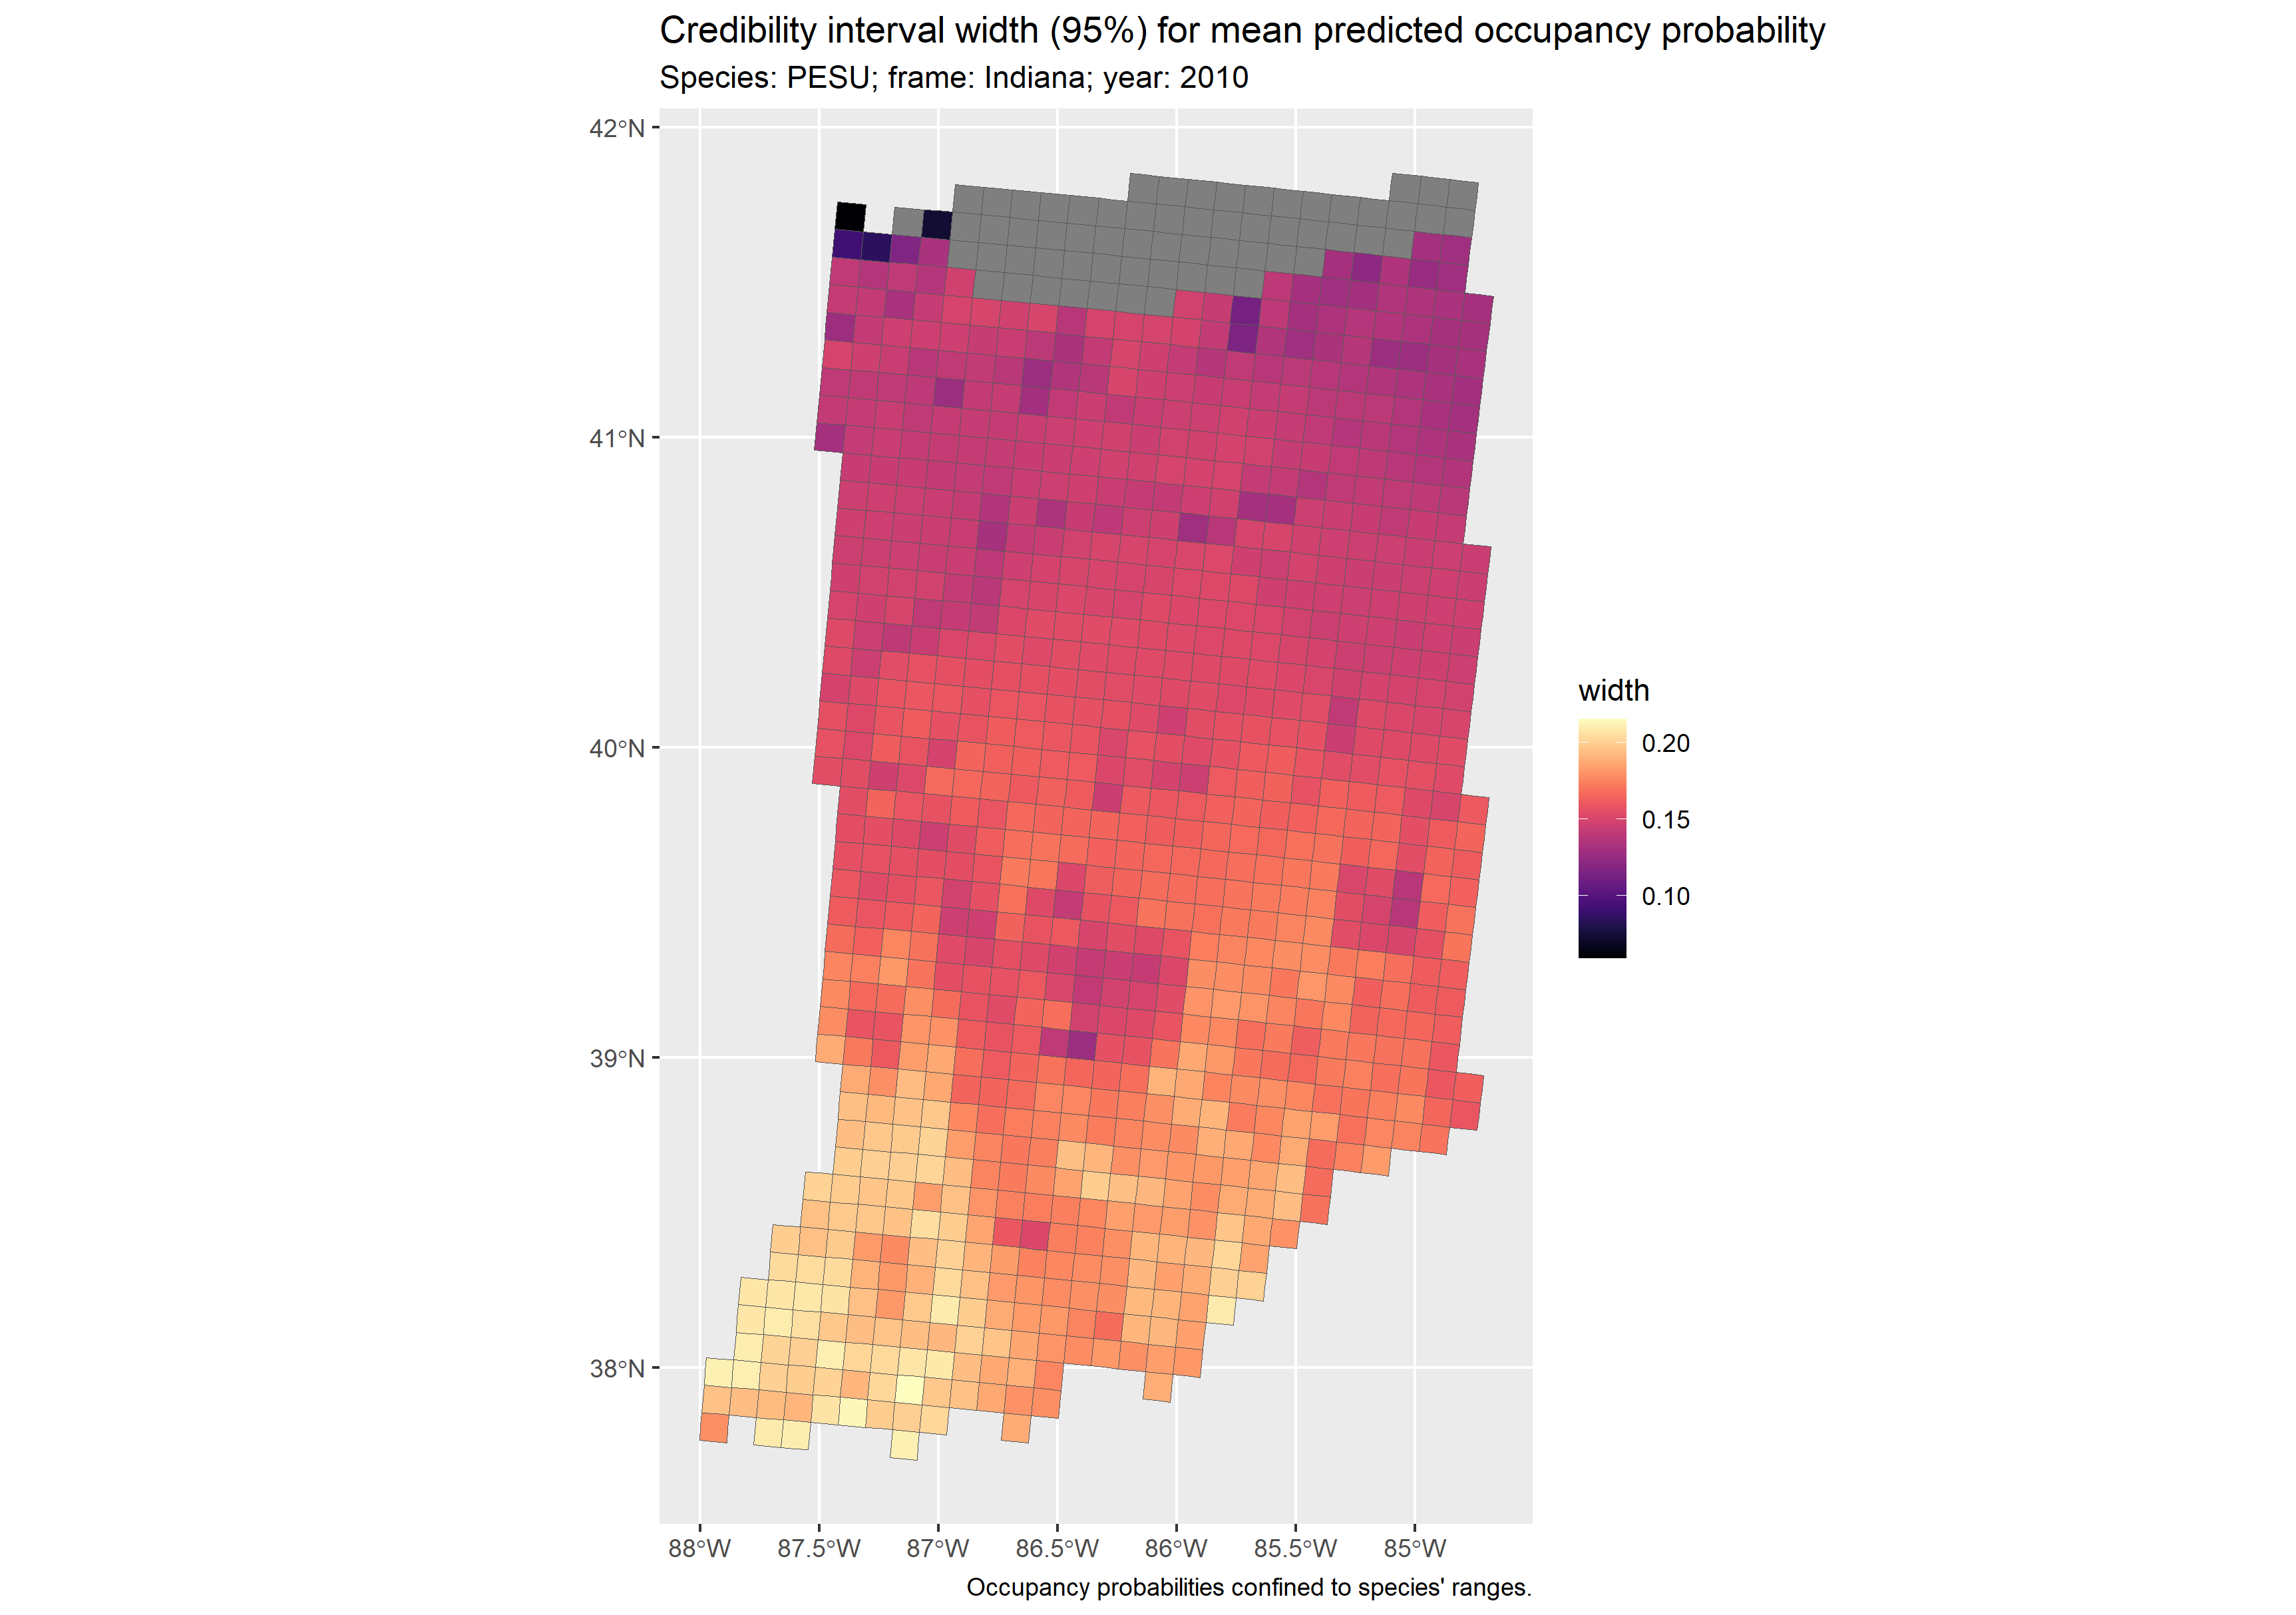 Credibility interval width (95%) for mean predicted occupancy probability
Species: PESU; frame: Indiana; year: 2010
42°N
41°N
40°N
39°N
38°N
88°W 87.5°W 87°W 86.5°W 86°W 85.5°W 85°W
width
0.20
0.15
0.10
Occupancy probabilities confined to species' ranges.